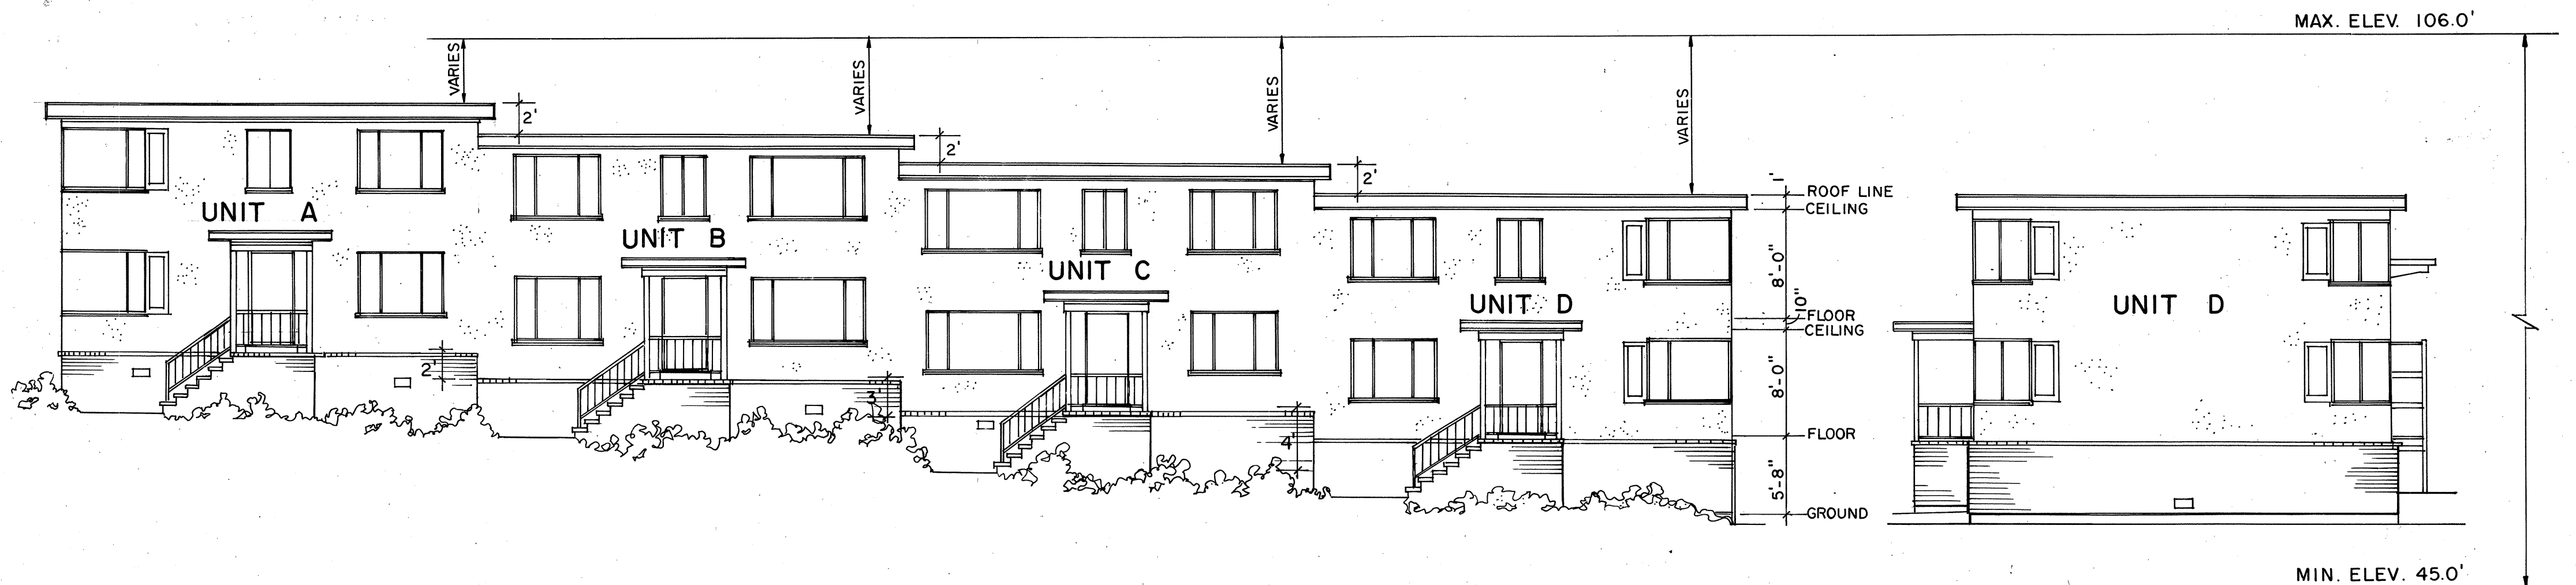 MAX. ELEV. 106.0'
VARIES
VARIES
VARIES
VARIES
2'
2'
2'
1'
ROOF LINE
CEILING
UNIT A
UNIT B
UNIT C
UNIT D
UNIT D
8'-0"
10"
FLOOR
CEILING
8'-0"
2'
3'
4'
FLOOR
5'-8"
GROUND
MIN. ELEV. 45.0'